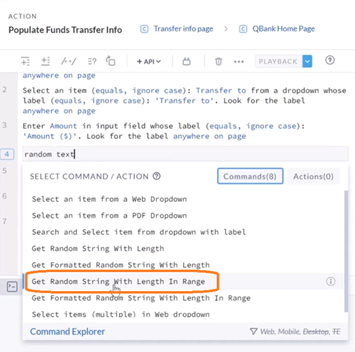 ACTION
Populate Funds Transfer Info
Transfer info page
QBank Home Page
+ API
PLAYBACK
anywhere on page
2 Select an item (equals, ignore case): Transfer to from a dropdown whose
label (equals, ignore case): 'Transfer to'. Look for the label
anywhere on page
3 Enter Amount in input field whose label (equals, ignore case):
'Amount ($)'. Look for the label anywhere on page
4 random text
5
SELECT COMMAND / ACTION
Commands(8)
Actions(0)
6
Select an item from a Web Dropdown
Select an item from a PDF Dropdown
7
Search and Select item from dropdown with label
Get Random String With Length
Get Formatted Random String With Length
Get Random String With Length In Range
Get Formatted Random String With Length In Range
Select items (multiple) in Web dropdown
Command Explorer
Web, Mobile, Desktop, TE